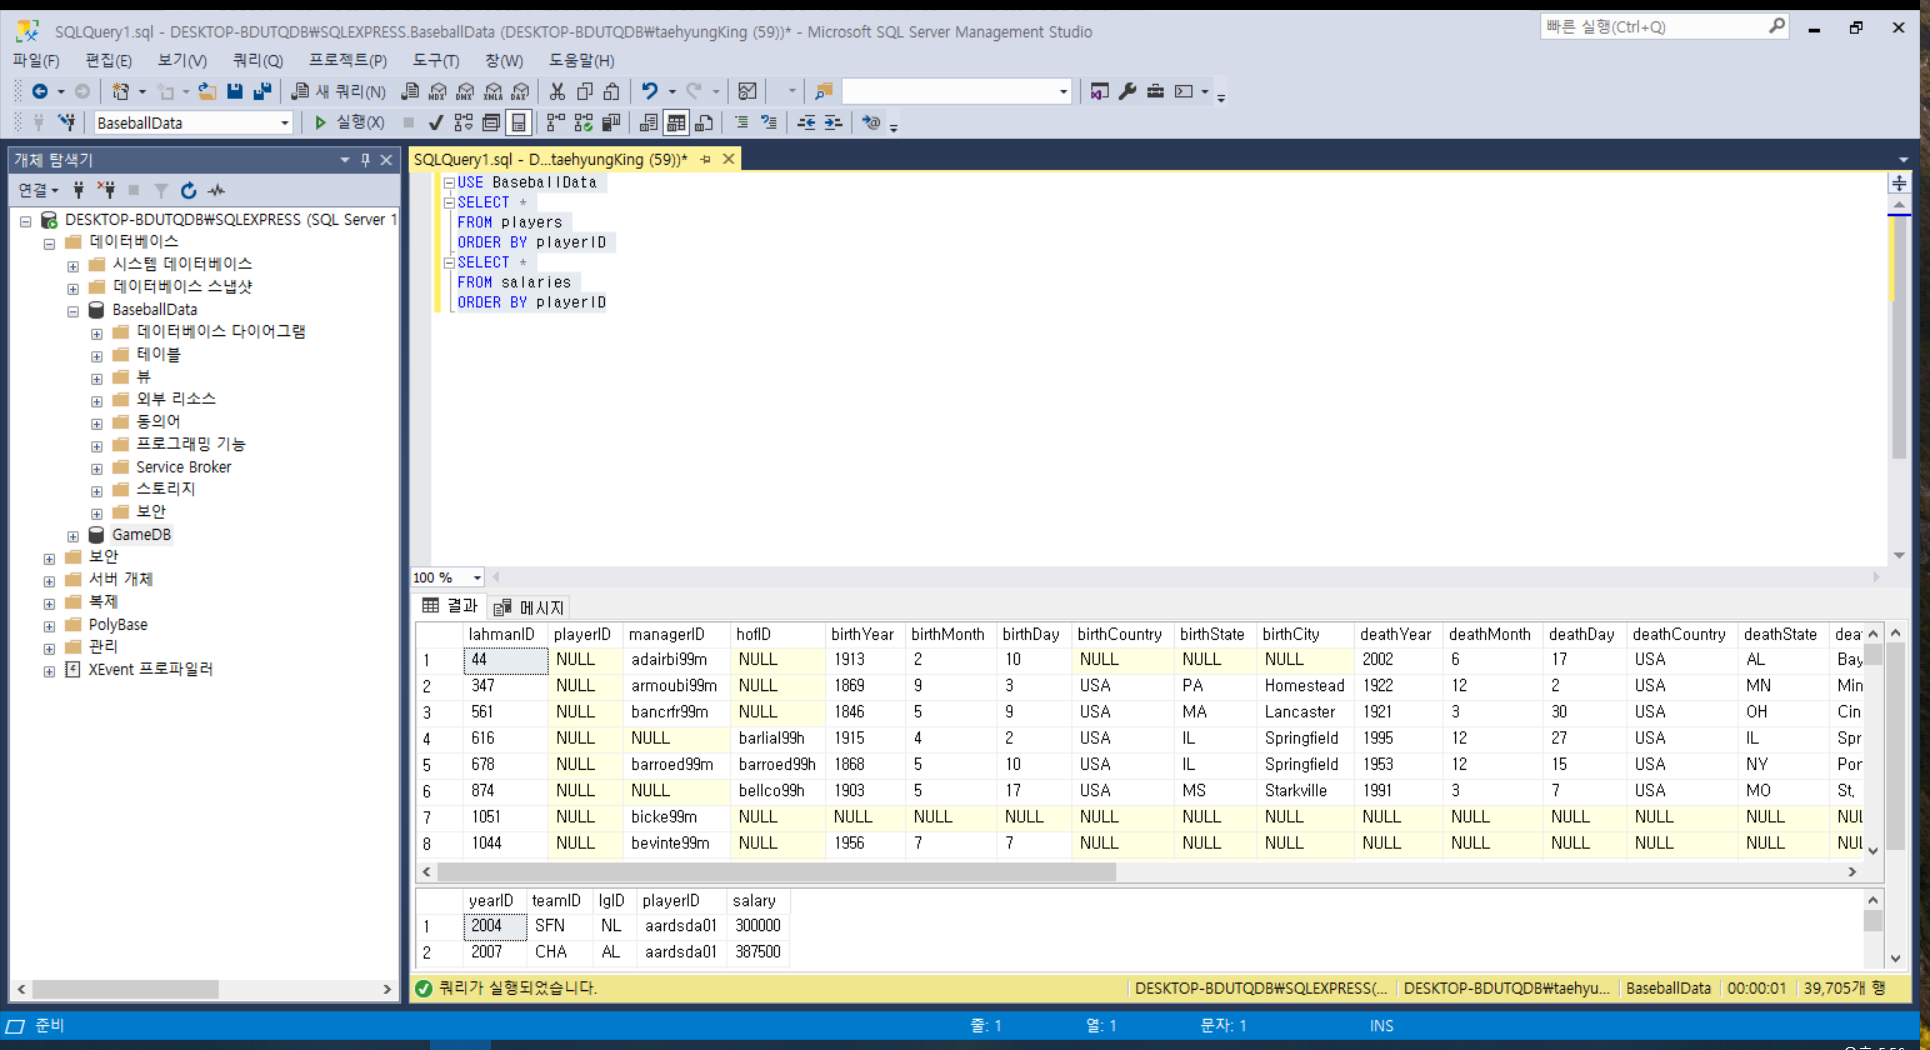 SQLQuery1.sql - DESKTOP-BDUTQDB₩SQLEXPRESS.BaseballData (DESKTOP-BDUTQDB₩taehyungKing (59))* - Microsoft SQL Server Management Studio
빠른 실행(Ctrl+Q)
파일(F) 편집(E) 보기(V) 쿼리(Q) 프로젝트(P) 도구(T) 창(W) 도움말(H)
새 쿼리(N) MDX DMX XMLA DAX
BaseballData 실행(X)
개체 탐색기
연결
DESKTOP-BDUTQDB₩SQLEXPRESS (SQL Server 1
데이터베이스
시스템 데이터베이스
데이터베이스 스냅샷
BaseballData
데이터베이스 다이어그램
테이블
뷰
외부 리소스
동의어
프로그래밍 기능
Service Broker
스토리지
보안
GameDB
보안
서버 개체
복제
PolyBase
관리
XEvent 프로파일러
SQLQuery1.sql - D...taehyungKing (59))*
USE BaseballData
SELECT *
FROM players
ORDER BY playerID
SELECT *
FROM salaries
ORDER BY playerID
100 %
결과 메시지
lahmanID playerID managerID hofID birthYear birthMonth birthDay birthCountry birthState birthCity deathYear deathMonth deathDay deathCountry deathState
1 44 NULL adairbi99m NULL 1913 2 10 NULL NULL NULL 2002 6 17 USA AL Bay
2 347 NULL armoubi99m NULL 1869 9 3 USA PA Homestead 1922 12 2 USA MN Min
3 561 NULL bancrfr99m NULL 1846 5 9 USA MA Lancaster 1921 3 30 USA OH Cin
4 616 NULL NULL barlial99h 1915 4 2 USA IL Springfield 1995 12 27 USA IL Spr
5 678 NULL barroed99m barroed99h 1868 5 10 USA IL Springfield 1953 12 15 USA NY Por
6 874 NULL NULL bellco99h 1903 5 17 USA MS Starkville 1991 3 7 USA MO St,
7 1051 NULL bicke99m NULL NULL NULL NULL NULL NULL NULL NULL NULL NULL NULL NULL NUL
8 1044 NULL bevinte99m NULL 1956 7 7 NULL NULL NULL NULL NULL NULL NULL NULL NUL
yearID teamID lgID playerID salary
1 2004 SFN NL aardsda01 300000
2 2007 CHA AL aardsda01 387500
쿼리가 실행되었습니다. DESKTOP-BDUTQDB₩SQLEXPRESS(... DESKTOP-BDUTQDB₩taehyu... BaseballData 00:00:01 39,705개 행
준비 줄: 1 열: 1 문자: 1 INS